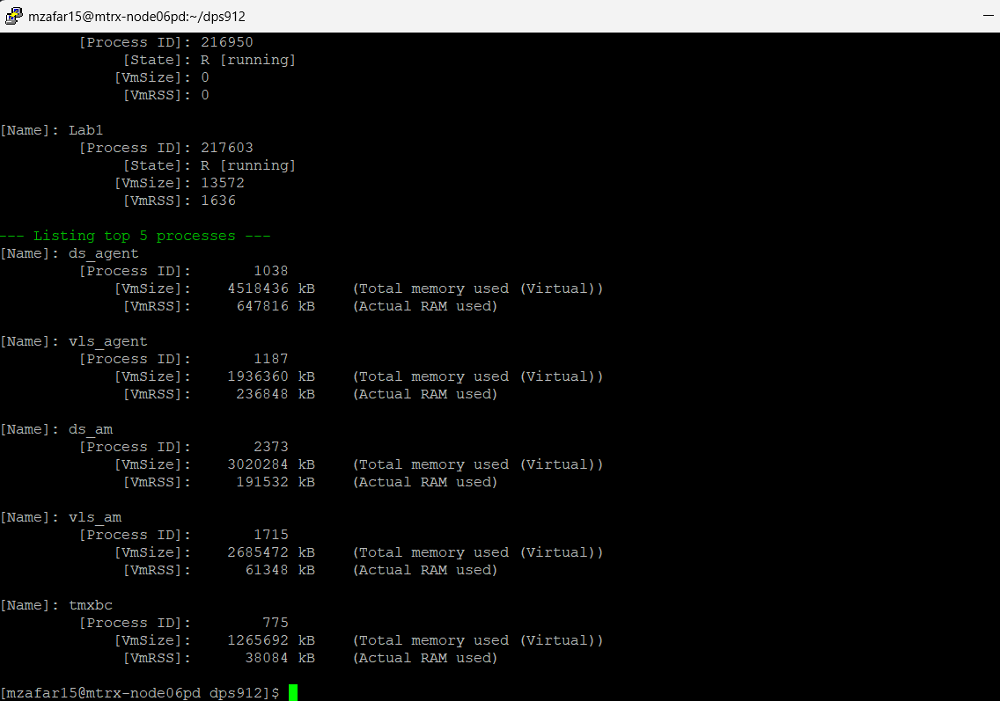 mzafar15@mtrx-node06pd:~/dps912
[Process ID]: 216950
[State]: R [running]
[VmSize]: 0
[VmRSS]: 0
[Name]: Lab1
[Process ID]: 217603
[State]: R [running]
[VmSize]: 13572
[VmRSS]: 1636
--- Listing top 5 processes ---
[Name]: ds_agent
[Process ID]: 1038
[VmSize]: 4518436 kB (Total memory used (Virtual))
[VmRSS]: 647816 kB (Actual RAM used)
[Name]: vls_agent
[Process ID]: 1187
[VmSize]: 1936360 kB (Total memory used (Virtual))
[VmRSS]: 236848 kB (Actual RAM used)
[Name]: ds_am
[Process ID]: 2373
[VmSize]: 3020284 kB (Total memory used (Virtual))
[VmRSS]: 191532 kB (Actual RAM used)
[Name]: vls_am
[Process ID]: 1715
[VmSize]: 2685472 kB (Total memory used (Virtual))
[VmRSS]: 61348 kB (Actual RAM used)
[Name]: tmxbc
[Process ID]: 775
[VmSize]: 1265692 kB (Total memory used (Virtual))
[VmRSS]: 38084 kB (Actual RAM used)
[mzafar15@mtrx-node06pd dps912]$